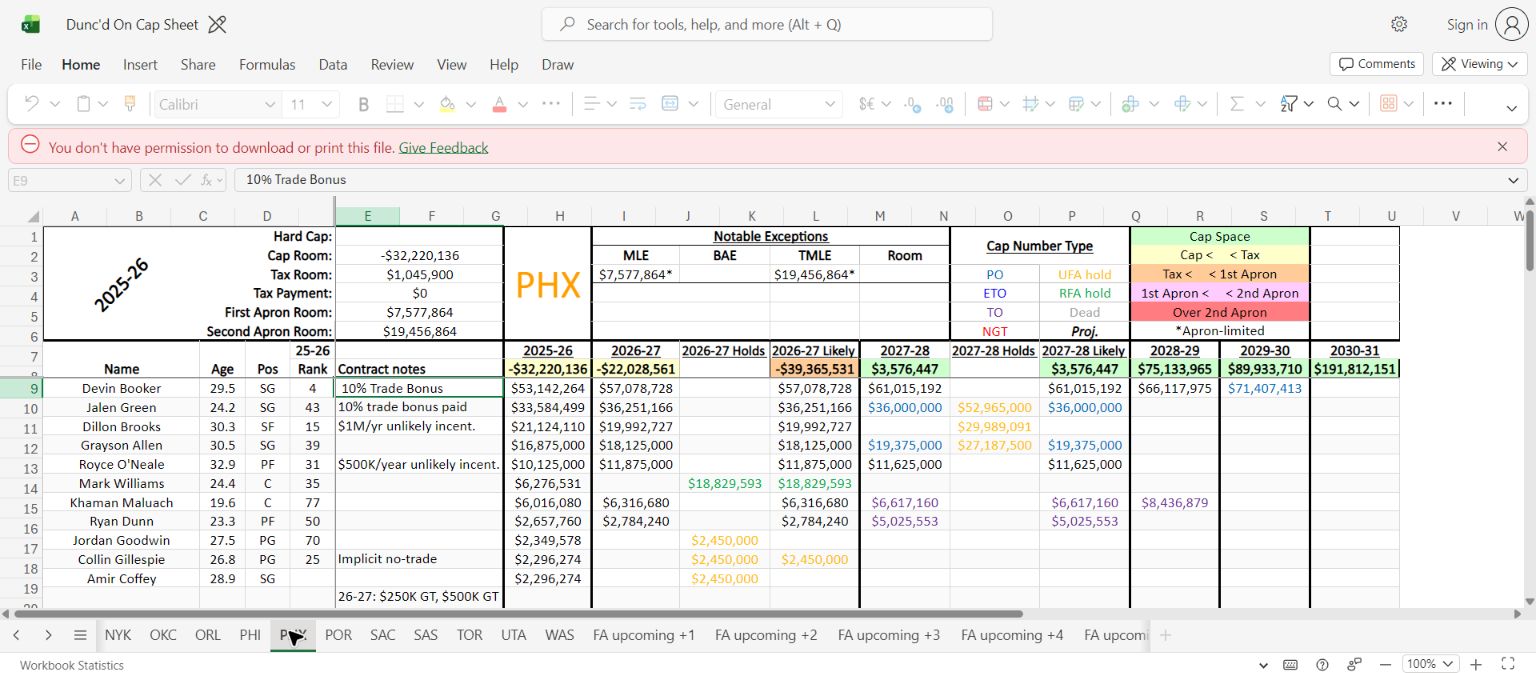 Dunc'd On Cap Sheet
Search for tools, help, and more (Alt + Q)
Sign in
File Home Insert Share Formulas Data Review View Help Draw
Comments Viewing
Calibri 11 B General $€
You don't have permission to download or print this file. Give Feedback
E9 fx 10% Trade Bonus
A B C D E F G H I J K L M N O P Q R S T U V W
1 Hard Cap: Notable Exceptions Cap Number Type Cap Space
2 Cap Room: -$32,220,136 MLE BAE TMLE Room Cap < < Tax
3 Tax Room: $1,045,900 $7,577,864* $19,456,864* PO UFA hold Tax < < 1st Apron
4 Tax Payment: $0 ETO RFA hold 1st Apron < < 2nd Apron
5 First Apron Room: $7,577,864 TO Dead Over 2nd Apron
6 Second Apron Room: $19,456,864 NGT Proj. *Apron-limited
2025-26
PHX
7 25-26 2025-26 2026-27 2026-27 Holds 2026-27 Likely 2027-28 2027-28 Holds 2027-28 Likely 2028-29 2029-30 2030-31
8 Name Age Pos Rank Contract notes -$32,220,136 -$22,028,561 -$39,365,531 $3,576,447 $3,576,447 $75,133,965 $89,933,710 $191,812,151
9 Devin Booker 29.5 SG 4 10% Trade Bonus $53,142,264 $57,078,728 $57,078,728 $61,015,192 $61,015,192 $66,117,975 $71,407,413
10 Jalen Green 24.2 SG 43 10% trade bonus paid $33,584,499 $36,251,166 $36,251,166 $36,000,000 $52,965,000 $36,000,000
11 Dillon Brooks 30.3 SF 15 $1M/yr unlikely incent. $21,124,110 $19,992,727 $19,992,727 $29,989,091
12 Grayson Allen 30.5 SG 39 $16,875,000 $18,125,000 $18,125,000 $19,375,000 $27,187,500 $19,375,000
13 Royce O'Neale 32.9 PF 31 $500K/year unlikely incent. $10,125,000 $11,875,000 $11,875,000 $11,625,000 $11,625,000
14 Mark Williams 24.4 C 35 $6,276,531 $18,829,593 $18,829,593
15 Khaman Maluach 19.6 C 77 $6,016,080 $6,316,680 $6,316,680 $6,617,160 $6,617,160 $8,436,879
16 Ryan Dunn 23.3 PF 50 $2,657,760 $2,784,240 $2,784,240 $5,025,553 $5,025,553
17 Jordan Goodwin 27.5 PG 70 $2,349,578 $2,450,000
18 Collin Gillespie 26.8 PG 25 Implicit no-trade $2,296,274 $2,450,000 $2,450,000
19 Amir Coffey 28.9 SG $2,296,274 $2,450,000
26-27: $250K GT, $500K GT
NYK OKC ORL PHI PHX POR SAC SAS TOR UTA WAS FA upcoming +1 FA upcoming +2 FA upcoming +3 FA upcoming +4 FA upcomi
Workbook Statistics 100%